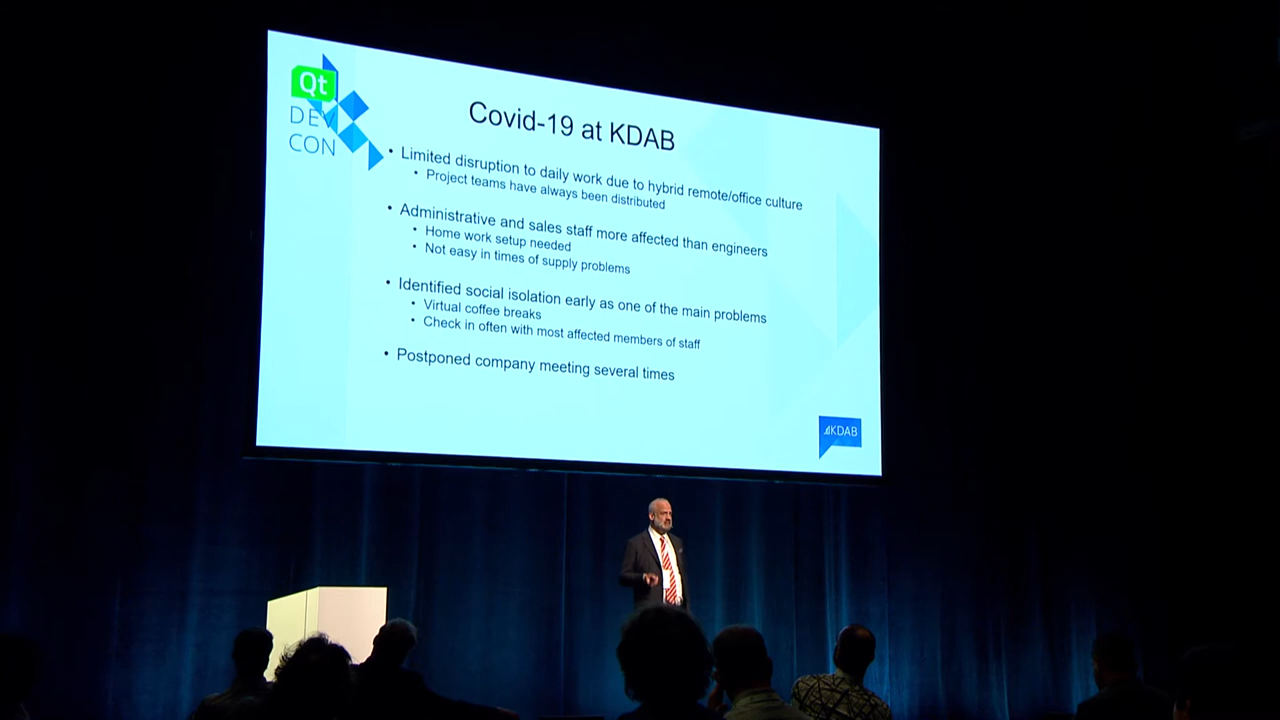 Qt
DEV
CON
Covid-19 at KDAB
• Limited disruption to daily work due to hybrid remote/office culture
• Project teams have always been distributed
• Administrative and sales staff more affected than engineers
• Home work setup needed
• Not easy in times of supply problems
• Identified social isolation early as one of the main problems
• Virtual coffee breaks
• Check in often with most affected members of staff
• Postponed company meeting several times
KDAB